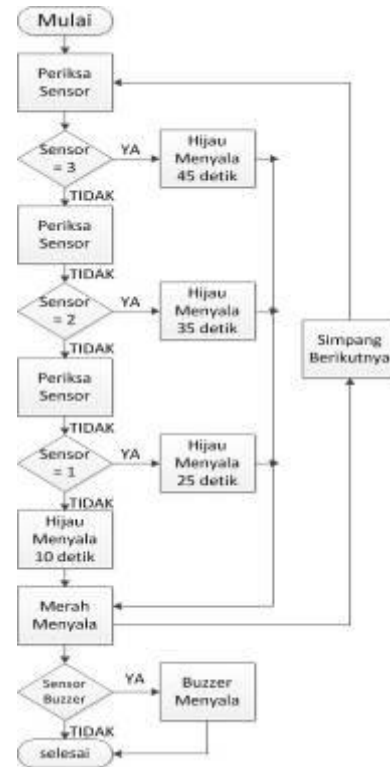 Mulai
Periksa
Sensor
Sensor
= 3
YA
Hijau
Menyala
45 detik
TIDAK
Periksa
Sensor
TIDAK
Sensor
= 2
YA
Hijau
Menyala
35 detik
Simpang
Berikutnya
TIDAK
Periksa
Sensor
TIDAK
Sensor
= 1
YA
Hijau
Menyala
25 detik
TIDAK
Hijau
Menyala
10 detik
Merah
Menyala
Sensor
Buzzer
YA
Buzzer
Menyala
TIDAK
selesai